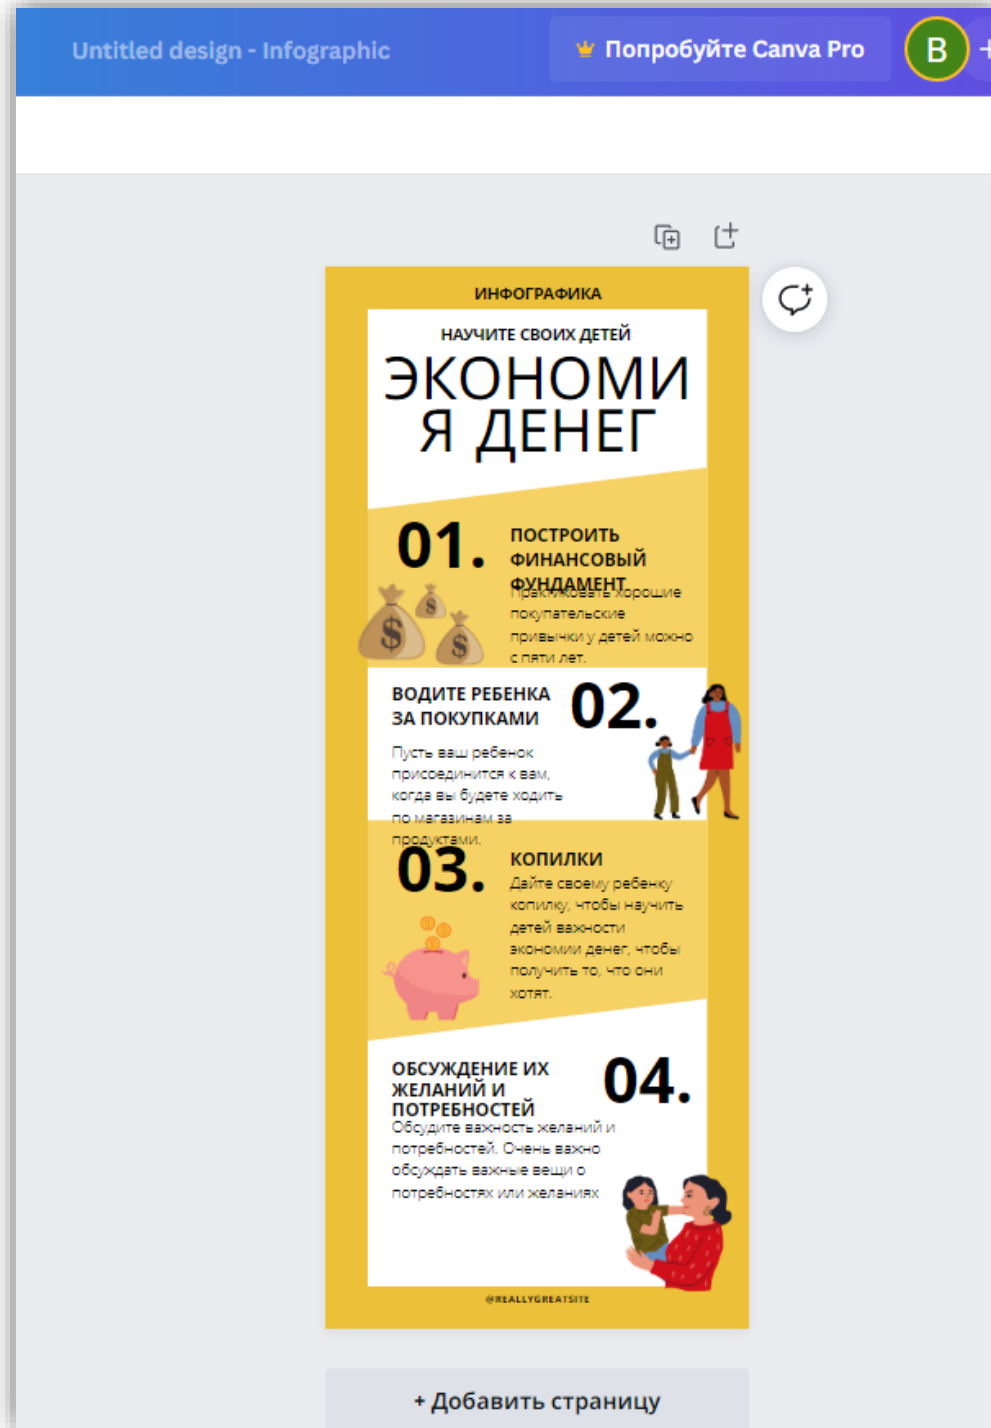 Untitled design - Infographic
Попробуйте Canva Pro
B
ИНФОГРАФИКА
НАУЧИТЕ СВОИХ ДЕТЕЙ
ЭКОНОМИ
Я ДЕНЕГ
01.
ПОСТРОИТЬ
ФИНАНСОВЫЙ
ФУНДАМЕНТ
Практиковать хорошие
покупательские
привычки у детей можно
с пяти лет.
ВОДИТЕ РЕБЕНКА
ЗА ПОКУПКАМИ
02.
Пусть ваш ребенок
присоединится к вам,
когда вы будете ходить
по магазинам за
продуктами.
03.
КОПИЛКИ
Дайте своему ребенку
копилку, чтобы научить
детей важности
экономии денег, чтобы
получить то, что они
хотят.
ОБСУЖДЕНИЕ ИХ
ЖЕЛАНИЙ И
ПОТРЕБНОСТЕЙ
04.
Обсудите важность желаний и
потребностей. Очень важно
обсуждать важные вещи о
потребностях или желаниях
@REALLYGREATSITE
+ Добавить страницу